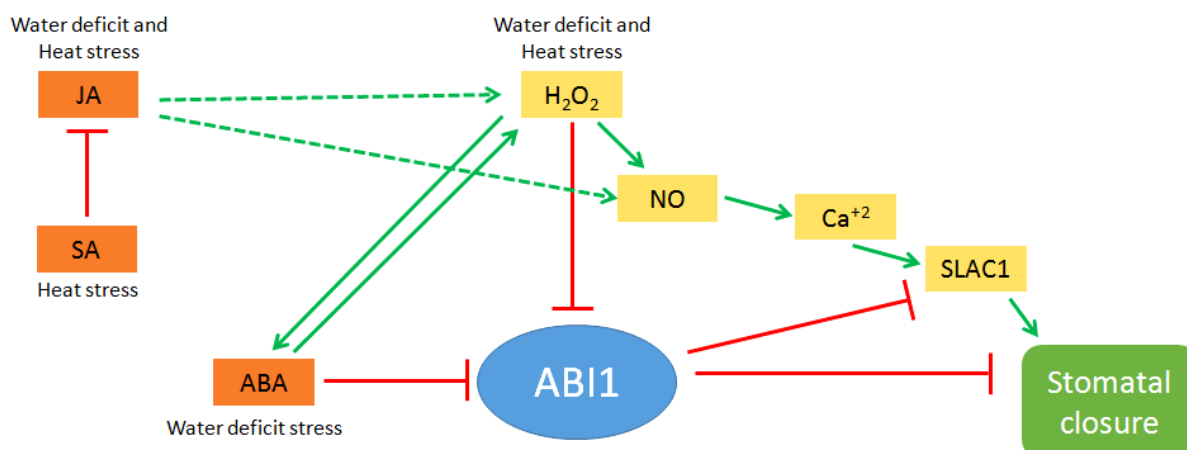 Water deficit and
Heat stress
JA
Water deficit and
Heat stress
H₂O₂
NO
Ca⁺²
SA
Heat stress
SLAC1
ABA
Water deficit stress
ABI1
Stomatal
closure